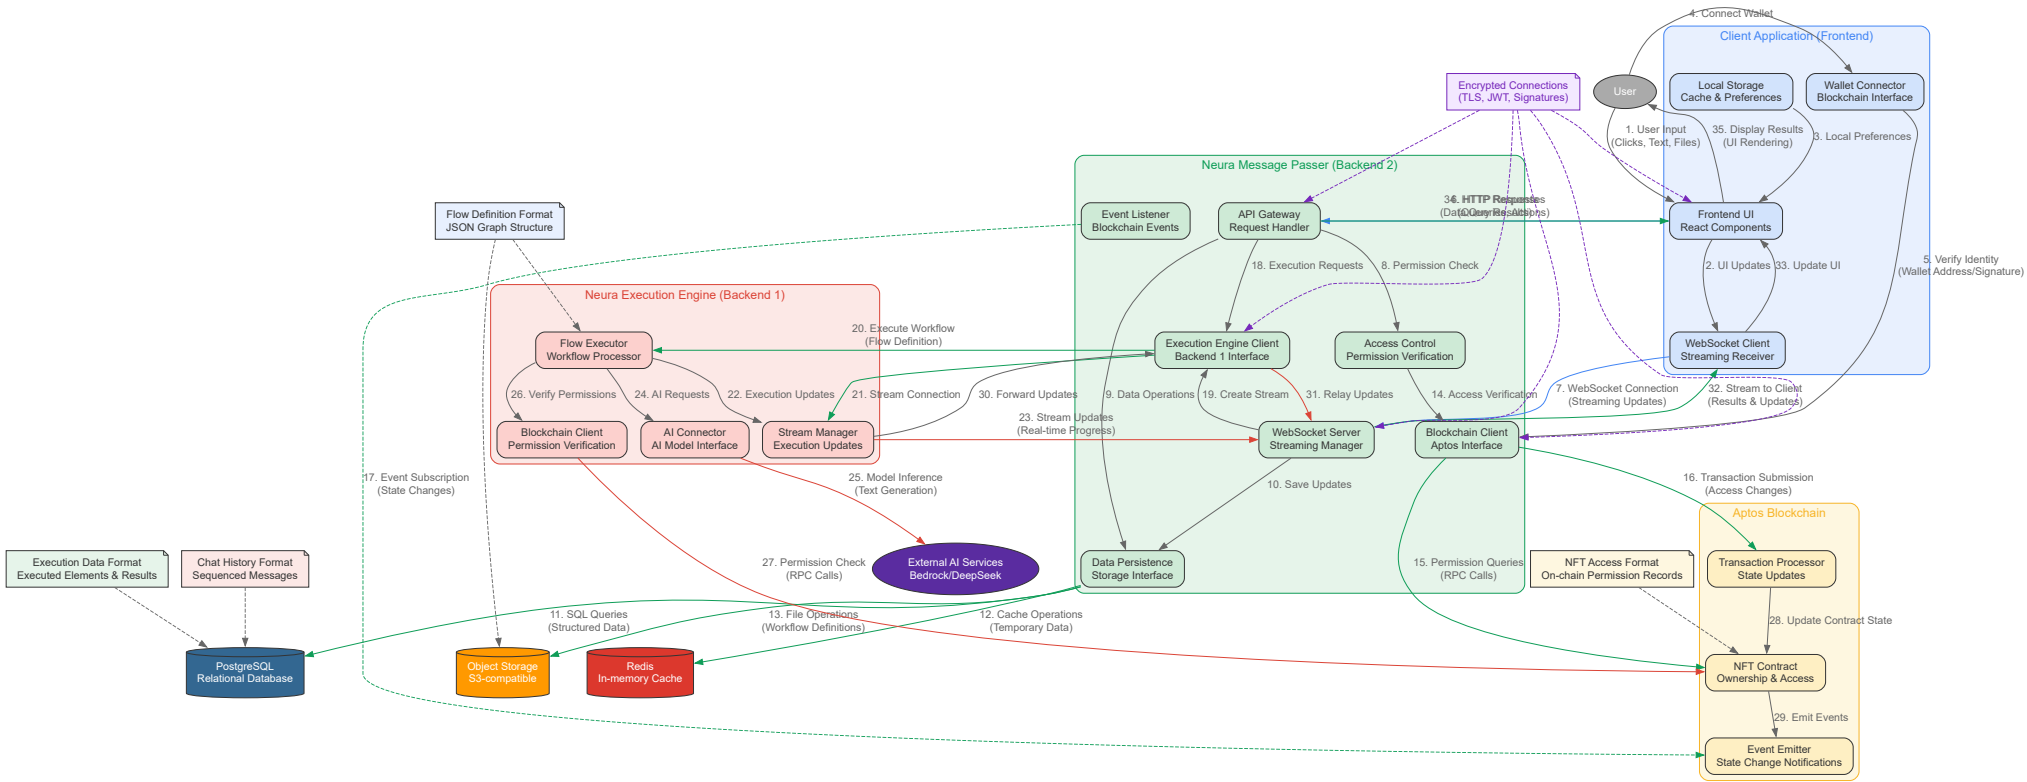 4. Connect Wallet
Client Application (Frontend)
User
Local Storage
Cache & Preferences
Wallet Connector
Blockchain Interface
Encrypted Connections
(TLS, JWT, Signatures)
1. User Input
(Clicks, Text, Files)
35. Display Results
(UI Rendering)
3. Local Preferences
Neura Message Passer (Backend 2)
Flow Definition Format
JSON Graph Structure
Event Listener
Blockchain Events
API Gateway
Request Handler
Frontend UI
React Components
18. Execution Requests
8. Permission Check
2. UI Updates
33. Update UI
5. Verify Identity
(Wallet Address/Signature)
Neura Execution Engine (Backend 1)
20. Execute Workflow
(Flow Definition)
Flow Executor
Workflow Processor
Execution Engine Client
Backend 1 Interface
Access Control
Permission Verification
WebSocket Client
Streaming Receiver
26. Verify Permissions
24. AI Requests
22. Execution Updates
21. Stream Connection
30. Forward Updates
9. Data Operations
19. Create Stream
31. Relay Updates
14. Access Verification
7. WebSocket Connection
(Streaming Updates)
32. Stream to Client
(Results & Updates)
23. Stream Updates
(Real-time Progress)
Blockchain Client
Permission Verification
AI Connector
AI Model Interface
Stream Manager
Execution Updates
WebSocket Server
Streaming Manager
Blockchain Client
Aptos Interface
17. Event Subscription
(State Changes)
25. Model Inference
(Text Generation)
10. Save Updates
16. Transaction Submission
(Access Changes)
Aptos Blockchain
Execution Data Format
Executed Elements & Results
Chat History Format
Sequenced Messages
27. Permission Check
(RPC Calls)
External AI Services
Bedrock/DeepSeek
Data Persistence
Storage Interface
15. Permission Queries
(RPC Calls)
NFT Access Format
On-chain Permission Records
Transaction Processor
State Updates
11. SQL Queries
(Structured Data)
13. File Operations
(Workflow Definitions)
12. Cache Operations
(Temporary Data)
28. Update Contract State
PostgreSQL
Relational Database
Object Storage
S3-compatible
Redis
In-memory Cache
NFT Contract
Ownership & Access
29. Emit Events
Event Emitter
State Change Notifications